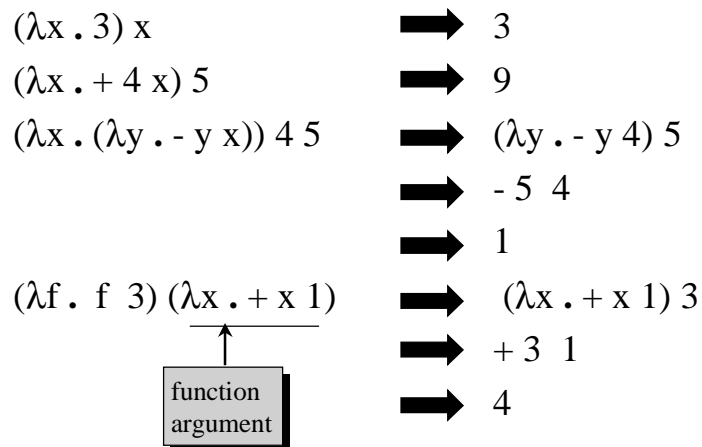 (λx . 3) x 3
(λx . + 4 x) 5 9
(λx . (λy . - y x)) 4 5 (λy . - y 4) 5
- 5 4
1
(λf . f 3) (λx . + x 1) (λx . + x 1) 3
+ 3 1
4
function
argument